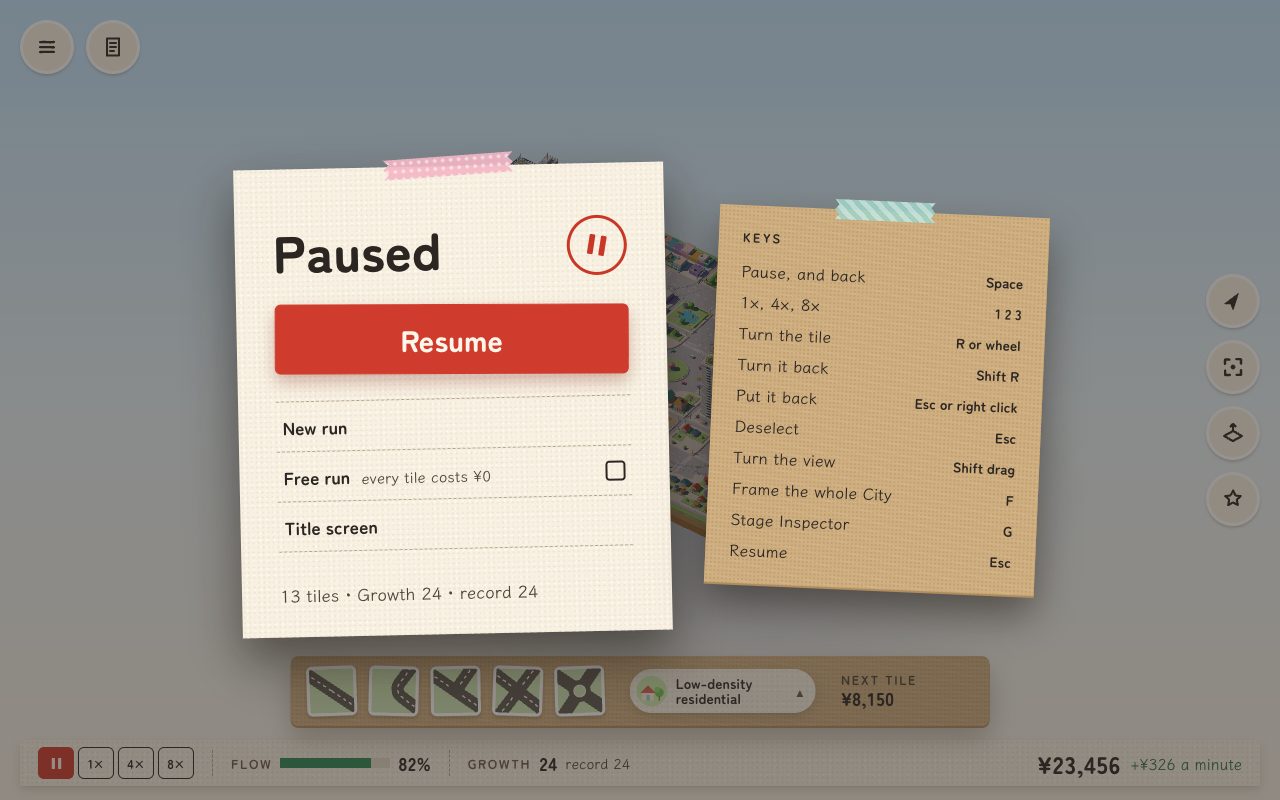 Paused
Resume
New run
Free run every tile costs ¥0
Title screen
13 tiles • Growth 24 • record 24
KEYS
Pause, and back Space
1×, 4×, 8× 1 2 3
Turn the tile R or wheel
Turn it back Shift R
Put it back Esc or right click
Deselect Esc
Turn the view Shift drag
Frame the whole City F
Stage Inspector G
Resume Esc
Low-density
residential
NEXT TILE
¥8,150
1× 4× 8× FLOW 82% GROWTH 24 record 24 ¥23,456 +¥326 a minute